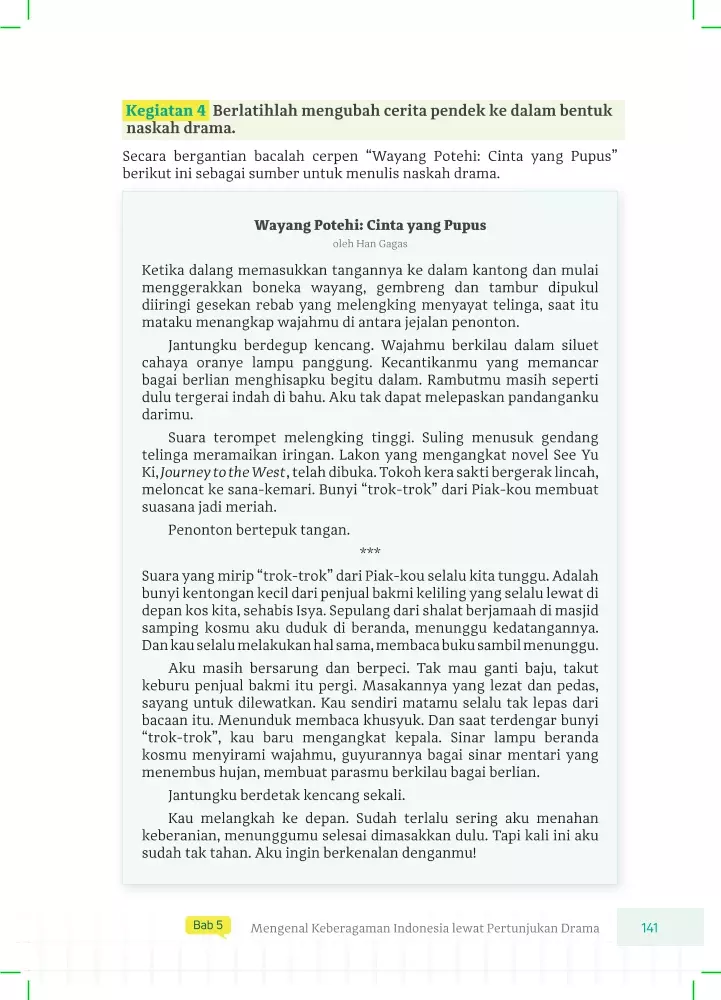 Kegiatan 4 Berlatihlah mengubah cerita pendek ke dalam bentuk
naskah drama.
Secara bergantian bacalah cerpen “Wayang Potehi: Cinta yang Pupus”
berikut ini sebagai sumber untuk menulis naskah drama.
Wayang Potehi: Cinta yang Pupus
oleh Han Gagas
Ketika dalang memasukkan tangannya ke dalam kantong dan mulai
menggerakkan boneka wayang, gembreng dan tambur dipukul
diiringi gesekan rebab yang melengking menyayat telinga, saat itu
mataku menangkap wajahmu di antara jejalan penonton.
Jantungku berdegup kencang. Wajahmu berkilau dalam siluet
cahaya oranye lampu panggung. Kecantikanmu yang memancar
bagai berlian menghisapku begitu dalam. Rambutmu masih seperti
dulu tergerai indah di bahu. Aku tak dapat melepaskan pandanganku
darimu.
Suara terompet melengking tinggi. Suling menusuk gendang
telinga meramaikan iringan. Lakon yang mengangkat novel See Yu
Ki, Journey to the West, telah dibuka. Tokoh kera sakti bergerak lincah,
meloncat ke sana-kemari. Bunyi “trok-trok” dari Piak-kou membuat
suasana jadi meriah.
Penonton bertepuk tangan.
***
Suara yang mirip “trok-trok” dari Piak-kou selalu kita tunggu. Adalah
bunyi kentongan kecil dari penjual bakmi keliling yang selalu lewat di
depan kos kita, sehabis Isya. Sepulang dari shalat berjamaah di masjid
samping kosmu aku duduk di beranda, menunggu kedatangannya.
Dan kau selalu melakukan hal sama, membaca buku sambil menunggu.
Aku masih bersarung dan berpeci. Tak mau ganti baju, takut
keburu penjual bakmi itu pergi. Masakannya yang lezat dan pedas,
sayang untuk dilewatkan. Kau sendiri matamu selalu tak lepas dari
bacaan itu. Menunduk membaca khusyuk. Dan saat terdengar bunyi
“trok-trok”, kau baru mengangkat kepala. Sinar lampu beranda
kosmu menyirami wajahmu, guyurannya bagai sinar mentari yang
menembus hujan, membuat parasmu berkilau bagai berlian.
Jantungku berdetak kencang sekali.
Kau melangkah ke depan. Sudah terlalu sering aku menahan
keberanian, menunggumu selesai dimasakkan dulu. Tapi kali ini aku
sudah tak tahan. Aku ingin berkenalan denganmu!
Bab 5 Mengenal Keberagaman Indonesia lewat Pertunjukan Drama 141